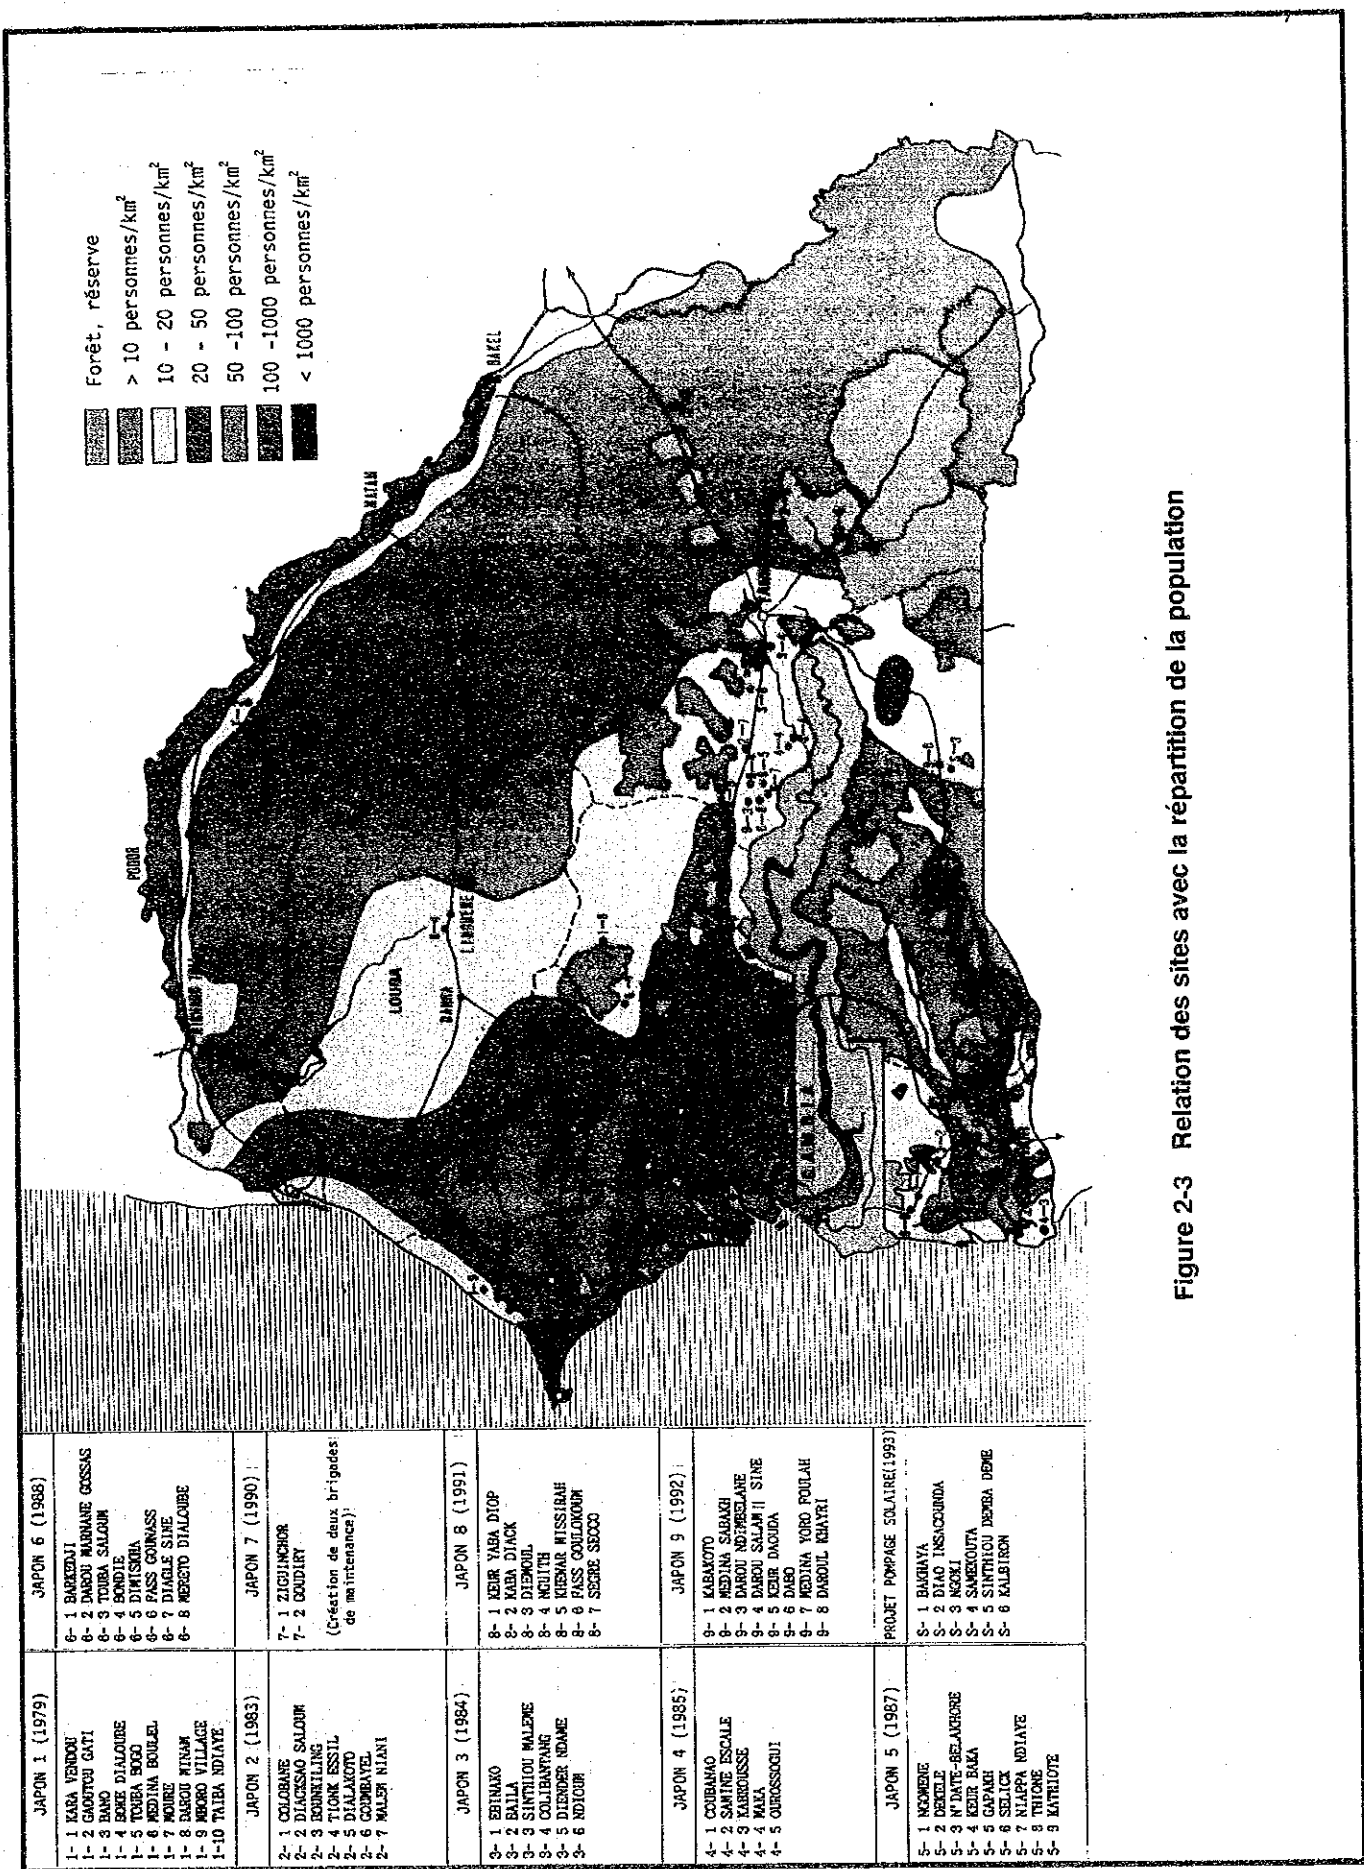 JAPON 1 (1979)
1- 1 KARA VENDOU
1- 2 GAOUTOU GATI
1- 3 BANO
1- 4 BOKE DIALOUBE
1- 5 TOUBA BOGO
1- 6 MEDINA BOULEL
1- 7 MOURE
1- 8 DAROU MINAM
1- 9 MBORO VILLAGE
1-10 TAIBA NDIAYE
JAPON 2 (1983)
2- 1 COLOBANE
2- 2 DIACKSAO SALOUM
2- 3 BOUNKILING
2- 4 TIONK ESSIL
2- 5 DIALAKOTO
2- 6 GOUMBAYEL
2- 7 MALEM NIANI
JAPON 3 (1984)
3- 1 EBINAKO
3- 2 BAILA
3- 3 SINTHIOU MALEME
3- 4 COLIBANTANG
3- 5 DIENDER NDAME
3- 6 NDIOUM
JAPON 4 (1985)
4- 1 COUBANAO
4- 2 SAMINE ESCALE
4- 3 KABROUSSE
4- 4 MAKA
4- 5 OUROSSOGUI
JAPON 5 (1987)
5- 1 NGOMENE
5- 2 DEKELE
5- 3 N'DATE-BELAKHORE
5- 4 KEUR BAKA
5- 5 GAPAKH
5- 6 SELICK
5- 7 NIAPPA NDIAYE
5- 8 THIONE
5- 9 KATHIOTE
JAPON 6 (1988)
6- 1 BARKEDJI
6- 2 DAROU MARNANE GOSSAS
6- 3 TOUBA SALOUM
6- 4 BONDIE
6- 5 DIMISKHA
6- 6 PASS GOUNASS
6- 7 DIAGLE SINE
6- 8 MERETO DIALOUBE
JAPON 7 (1990)
7- 1 ZIGUINCHOR
7- 2 GOUDIRY
(Création de deux brigades
de maintenance)
JAPON 8 (1991)
8- 1 KEUR YABA DIOP
8- 2 KABA DIACK
8- 3 DIEMOUL
8- 4 NGUITH
8- 5 KHENAR MISSIRAH
8- 6 PASS GOULOKOUM
8- 7 SEGRE SECCO
JAPON 9 (1992)
9- 1 KABAKOTO
9- 2 MEDINA SABAKH
9- 3 DAROU NDIMBELANE
9- 4 DAROU SALAM II SINE
9- 5 KEUR DAOUDA
9- 6 DABO
9- 7 MEDINA YORO FOULAH
9- 8 DAROUL KHAYRI
PROJET POMPAGE SOLAIRE(1993)
S- 1 BAKHAYA
S- 2 DIAO INSACOUNDA
S- 3 NGOKI
S- 4 SAMEKOUTA
S- 5 SINTHIOU DEMBA DEME
S- 6 KALBIRON
Forêt, réserve
> 10 personnes/km²
10 - 20 personnes/km²
20 - 50 personnes/km²
50 -100 personnes/km²
100 -1000 personnes/km²
< 1000 personnes/km²
PODOR
MATAM
BAKEL
LOUGA
DAHRA
LINGUERE
GAMBIA
1-8
4-3
Figure 2-3 Relation des sites avec la répartition de la population